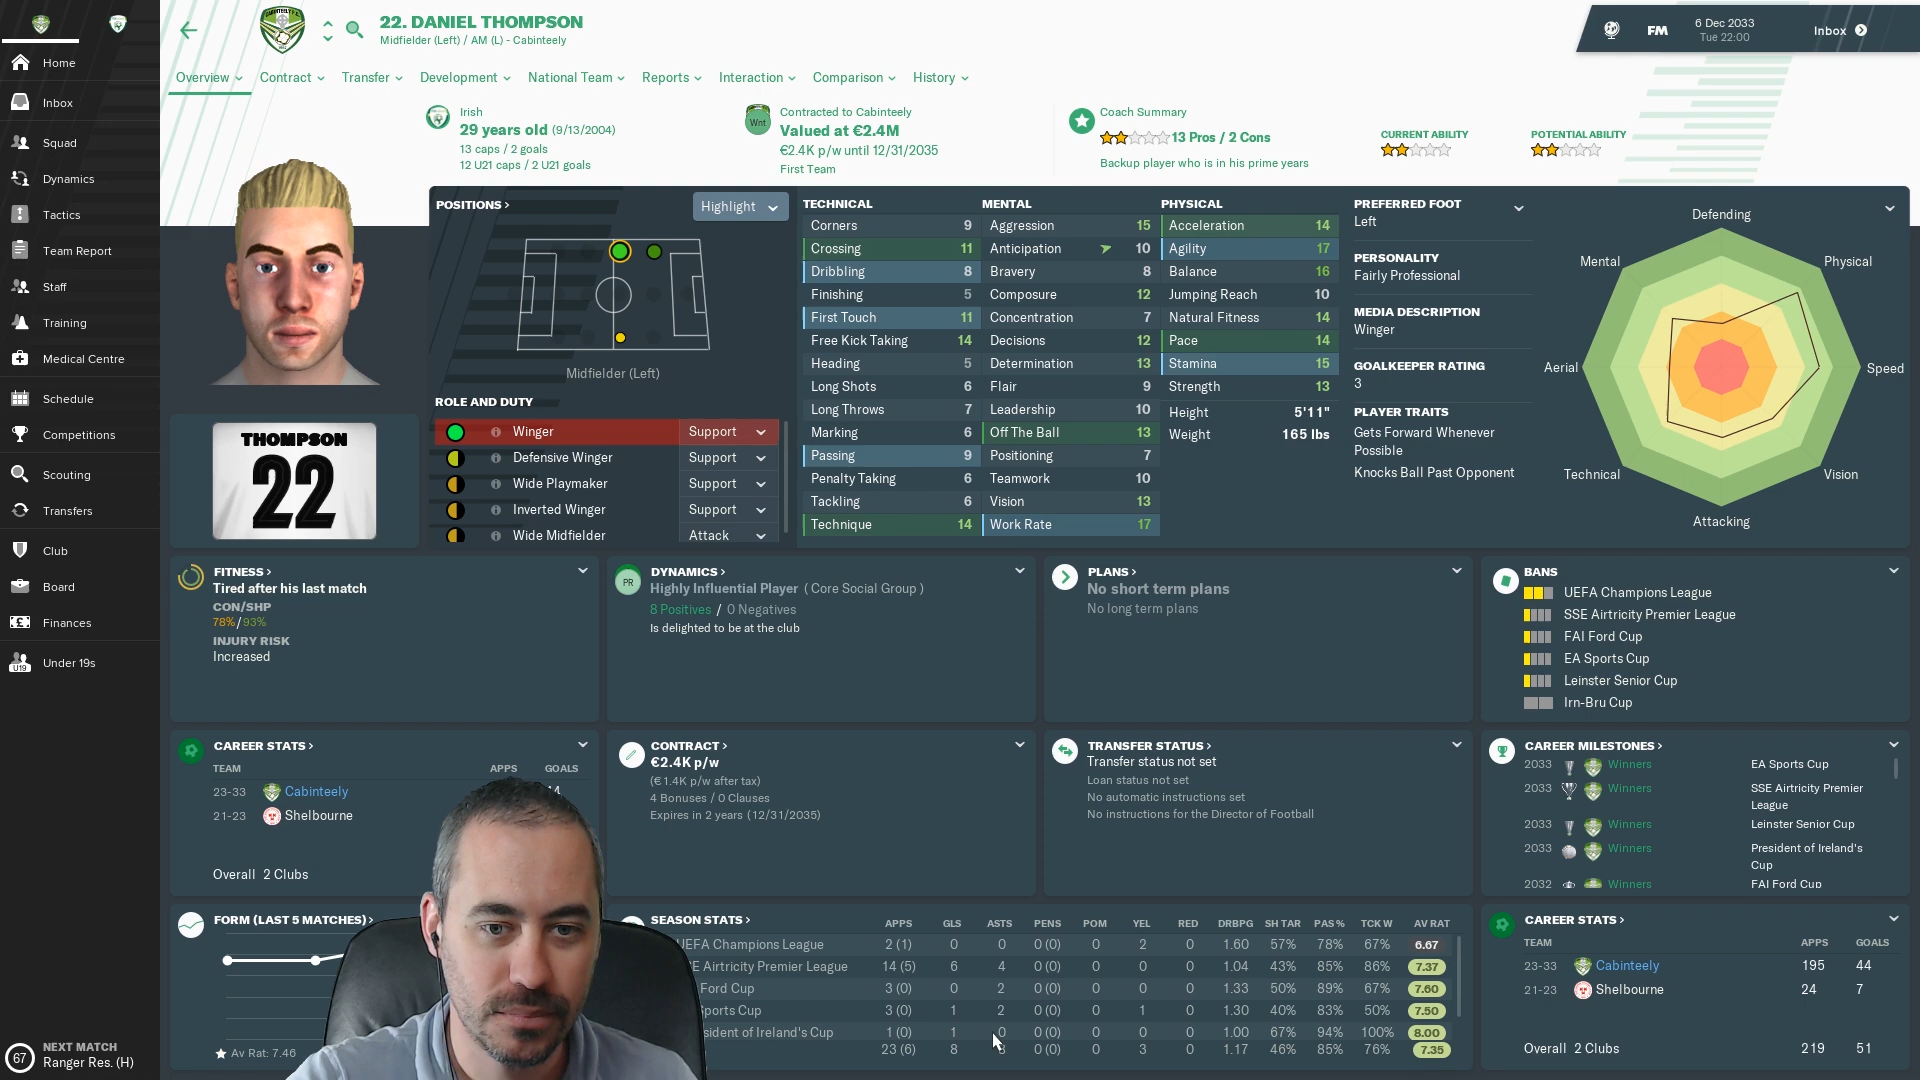 22. DANIEL THOMPSON
Midfielder (Left) / AM (L) - Cabinteely
FM
6 Dec 2033
Tue 22:00
Inbox
Home
Inbox
Squad
Dynamics
Tactics
Team Report
Staff
Training
Medical Centre
Schedule
Competitions
Scouting
Transfers
Club
Board
Finances
U19
Under 19s
67
NEXT MATCH
Ranger Res. (H)
Overview
Contract
Transfer
Development
National Team
Reports
Interaction
Comparison
History
Irish
29 years old (9/13/2004)
13 caps / 2 goals
12 U21 caps / 2 U21 goals
Wnt
Contracted to Cabinteely
Valued at €2.4M
€2.4K p/w until 12/31/2035
First Team
Coach Summary
13 Pros / 2 Cons
Backup player who is in his prime years
CURRENT ABILITY
POTENTIAL ABILITY
THOMPSON
22
POSITIONS >
Highlight
Midfielder (Left)
ROLE AND DUTY
Winger Support
Defensive Winger Support
Wide Playmaker Support
Inverted Winger Support
Wide Midfielder Attack
TECHNICAL
Corners 9
Crossing 11
Dribbling 8
Finishing 5
First Touch 11
Free Kick Taking 14
Heading 5
Long Shots 6
Long Throws 7
Marking 6
Passing 9
Penalty Taking 6
Tackling 6
Technique 14
MENTAL
Aggression 15
Anticipation 10
Bravery 8
Composure 12
Concentration 7
Decisions 12
Determination 13
Flair 9
Leadership 10
Off The Ball 13
Positioning 7
Teamwork 10
Vision 13
Work Rate 17
PHYSICAL
Acceleration 14
Agility 17
Balance 16
Jumping Reach 10
Natural Fitness 14
Pace 14
Stamina 15
Strength 13
Height 5'11"
Weight 165 lbs
PREFERRED FOOT
Left
PERSONALITY
Fairly Professional
MEDIA DESCRIPTION
Winger
GOALKEEPER RATING
3
PLAYER TRAITS
Gets Forward Whenever
Possible
Knocks Ball Past Opponent
Defending
Physical
Speed
Vision
Attacking
Technical
Aerial
Mental
FITNESS >
Tired after his last match
CON/SHP
78% / 93%
INJURY RISK
Increased
PR
DYNAMICS >
Highly Influential Player ( Core Social Group )
8 Positives / 0 Negatives
Is delighted to be at the club
PLANS >
No short term plans
No long term plans
BANS
UEFA Champions League
SSE Airtricity Premier League
FAI Ford Cup
EA Sports Cup
Leinster Senior Cup
Irn-Bru Cup
CAREER STATS >
TEAM APPS GOALS
23-33 Cabinteely
21-23 Shelbourne
Overall 2 Clubs
CONTRACT >
€2.4K p/w
(€1.4K p/w after tax)
4 Bonuses / 0 Clauses
Expires in 2 years (12/31/2035)
TRANSFER STATUS >
Transfer status not set
Loan status not set
No automatic instructions set
No instructions for the Director of Football
CAREER MILESTONES >
2033 Winners EA Sports Cup
2033 Winners SSE Airtricity Premier
League
2033 Winners Leinster Senior Cup
2033 Winners President of Ireland's
Cup
2032 Winners FAI Ford Cup
FORM (LAST 5 MATCHES) >
Av Rat: 7.46
SEASON STATS >
APPS GLS ASTS PENS POM YEL RED DRBPG SH TAR PAS % TCK W AV RAT
UEFA Champions League 2 (1) 0 0 0 (0) 0 2 0 1.60 57% 78% 67% 6.67
E Airtricity Premier League 14 (5) 6 4 0 (0) 0 0 0 1.04 43% 85% 86% 7.37
Ford Cup 3 (0) 0 2 0 (0) 0 0 0 1.33 50% 89% 67% 7.60
ports Cup 3 (0) 1 2 0 (0) 0 1 0 1.30 40% 83% 50% 7.50
sident of Ireland's Cup 1 (0) 1 0 0 (0) 0 0 0 1.00 67% 94% 100% 8.00
23 (6) 8 8 0 (0) 0 3 0 1.17 46% 85% 76% 7.35
CAREER STATS >
TEAM APPS GOALS
23-33 Cabinteely 195 44
21-23 Shelbourne 24 7
Overall 2 Clubs 219 51